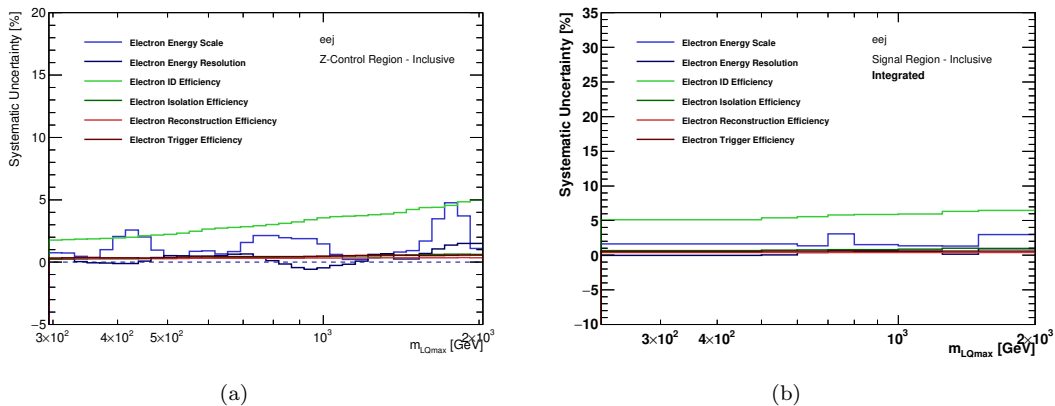 Systematic Uncertainty [%]
20
15
10
5
0
−5
Electron Energy Scale
Electron Energy Resolution
Electron ID Efficiency
Electron Isolation Efficiency
Electron Reconstruction Efficiency
Electron Trigger Efficiency
eej
Z-Control Region - Inclusive
3×10² 4×10² 5×10² 10³ 2×10³
m_LQmax [GeV]
(a)
Systematic Uncertainty [%]
35
30
25
20
15
10
5
0
−5
−10
Electron Energy Scale
Electron Energy Resolution
Electron ID Efficiency
Electron Isolation Efficiency
Electron Reconstruction Efficiency
Electron Trigger Efficiency
eej
Signal Region - Inclusive
Integrated
3×10² 4×10² 10³ 2×10³
m_LQmax [GeV]
(b)